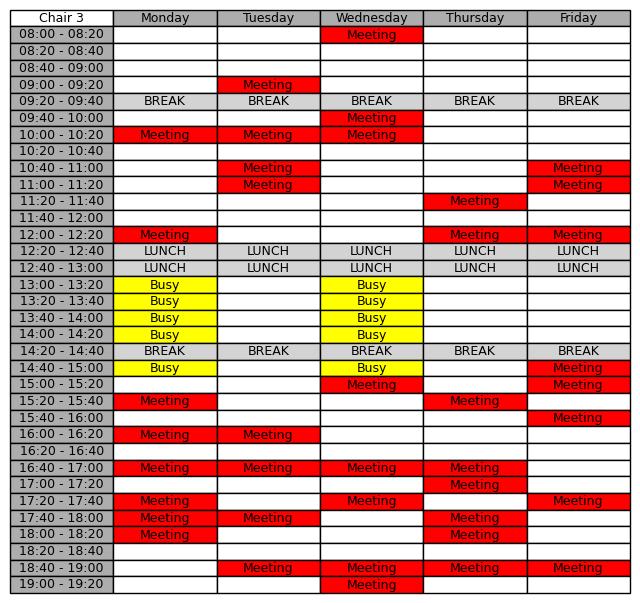 Chair 3 Monday Tuesday Wednesday Thursday Friday
08:00 - 08:20 Meeting
08:20 - 08:40
08:40 - 09:00
09:00 - 09:20 Meeting
09:20 - 09:40 BREAK BREAK BREAK BREAK BREAK
09:40 - 10:00 Meeting
10:00 - 10:20 Meeting Meeting Meeting
10:20 - 10:40
10:40 - 11:00 Meeting Meeting
11:00 - 11:20 Meeting Meeting
11:20 - 11:40 Meeting
11:40 - 12:00
12:00 - 12:20 Meeting Meeting Meeting
12:20 - 12:40 LUNCH LUNCH LUNCH LUNCH LUNCH
12:40 - 13:00 LUNCH LUNCH LUNCH LUNCH LUNCH
13:00 - 13:20 Busy Busy
13:20 - 13:40 Busy Busy
13:40 - 14:00 Busy Busy
14:00 - 14:20 Busy Busy
14:20 - 14:40 BREAK BREAK BREAK BREAK BREAK
14:40 - 15:00 Busy Busy Meeting
15:00 - 15:20 Meeting Meeting
15:20 - 15:40 Meeting Meeting
15:40 - 16:00 Meeting
16:00 - 16:20 Meeting Meeting
16:20 - 16:40
16:40 - 17:00 Meeting Meeting Meeting Meeting
17:00 - 17:20 Meeting
17:20 - 17:40 Meeting Meeting Meeting
17:40 - 18:00 Meeting Meeting Meeting
18:00 - 18:20 Meeting Meeting
18:20 - 18:40
18:40 - 19:00 Meeting Meeting Meeting Meeting
19:00 - 19:20 Meeting